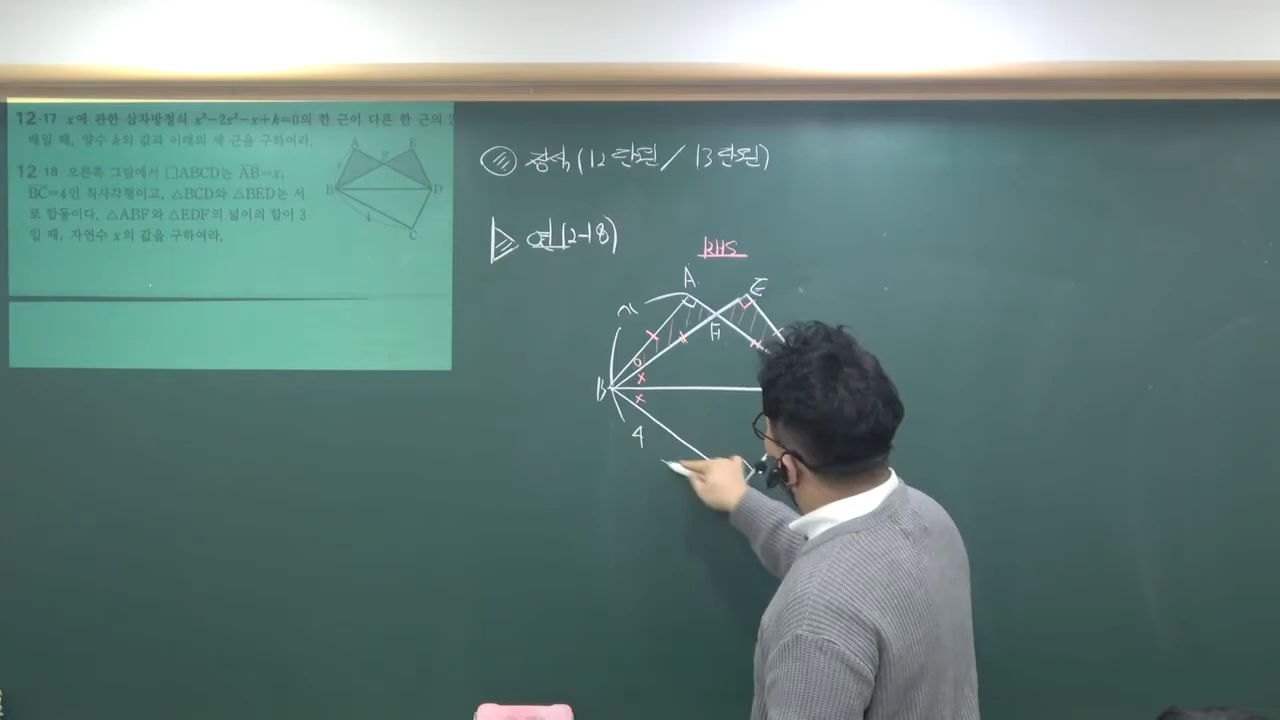 12-17 x에 관한 삼차방정식 x³-2x²-x+k=0의 한 근이 다른 한 근의 2
배일 때, 양수 k의 값과 이때의 세 근을 구하여라.
12-18 오른쪽 그림에서 □ABCD는 AB=x,
BC=4인 직사각형이고, △BCD와 △BED는 서
로 합동이다. △ABF와 △EDF의 넓이의 합이 3
일 때, 자연수 x의 값을 구하여라.
A F E
x
B D
4
C
정석(12단원/13단원)
연12-18)
RHS
A E
x
F
B
4